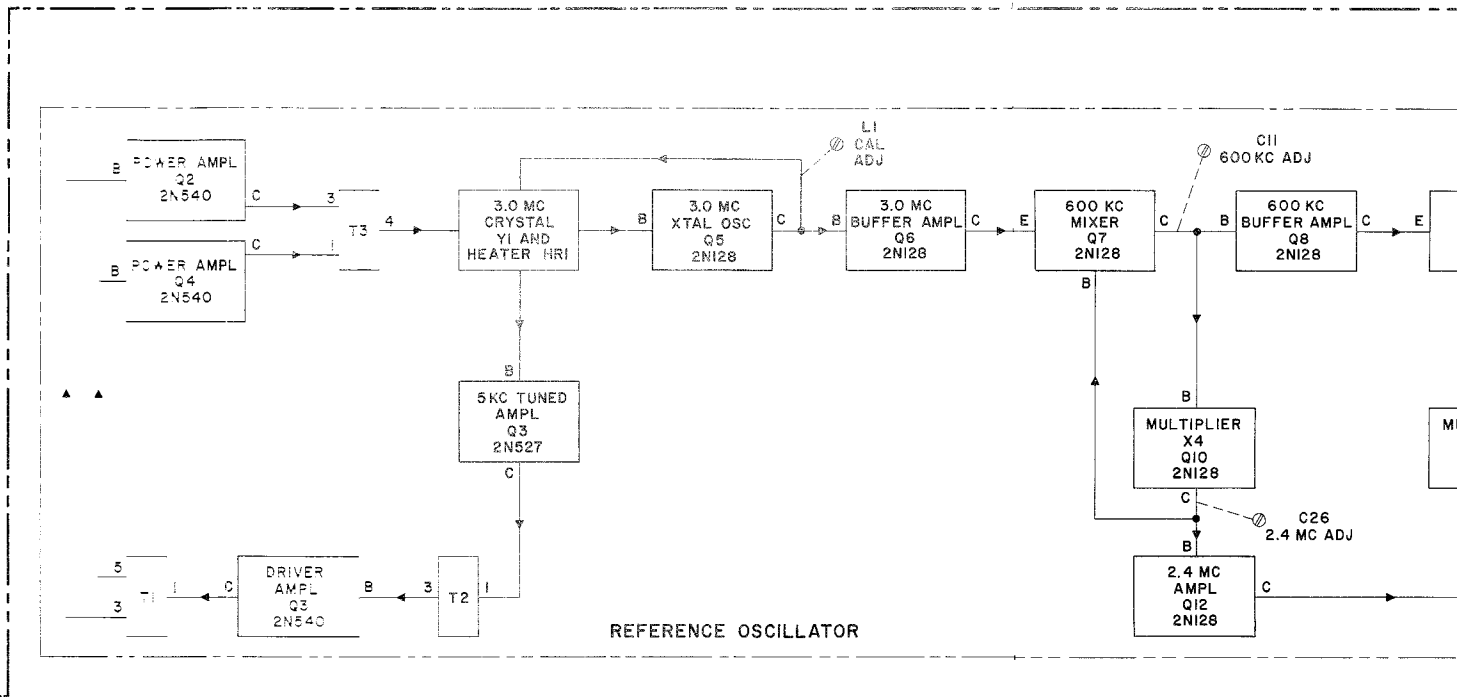 POWER AMPL
Q2
2N540
B
C
3
POWER AMPL
Q4
2N540
B
C
1
T3
4
3.0 MC
CRYSTAL
Y1 AND
HEATER HR1
B
3.0 MC
XTAL OSC
Q5
2N128
C
L1
CAL
ADJ
B
3.0 MC
BUFFER AMPL
Q6
2N128
C
E
600 KC
MIXER
Q7
2N128
C
B
C11
600 KC ADJ
B
600 KC
BUFFER AMPL
Q8
2N128
C
E
B
5 KC TUNED
AMPL
Q3
2N527
C
B
MULTIPLIER
X4
Q10
2N128
C
MU
C26
2.4 MC ADJ
B
2.4 MC
AMPL
Q12
2N128
C
5
3
T1
1
C
DRIVER
AMPL
Q3
2N540
B
3
T2
1
REFERENCE OSCILLATOR